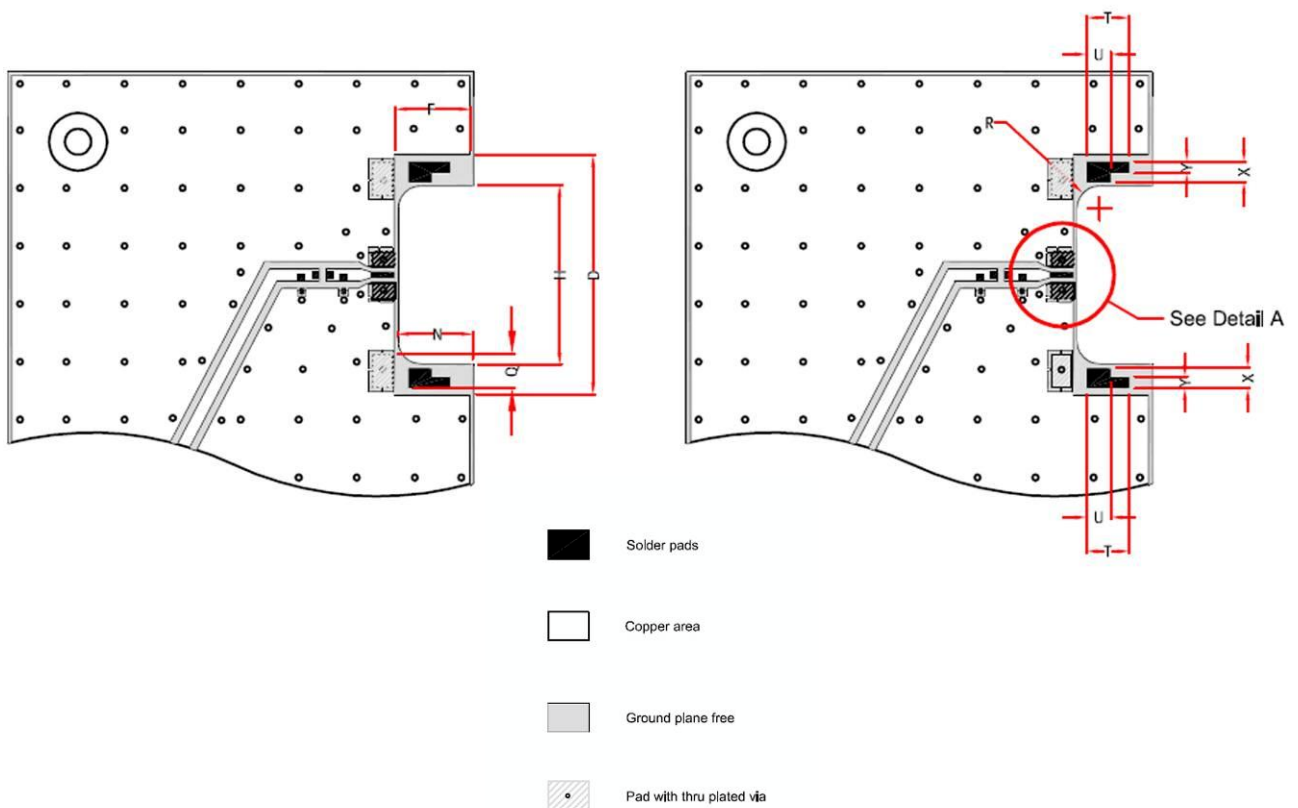 T
U
F
R
Y
X
H
D
N
Q
See Detail A
Y
X
U
T
Solder pads
Copper area
Ground plane free
Pad with thru plated via